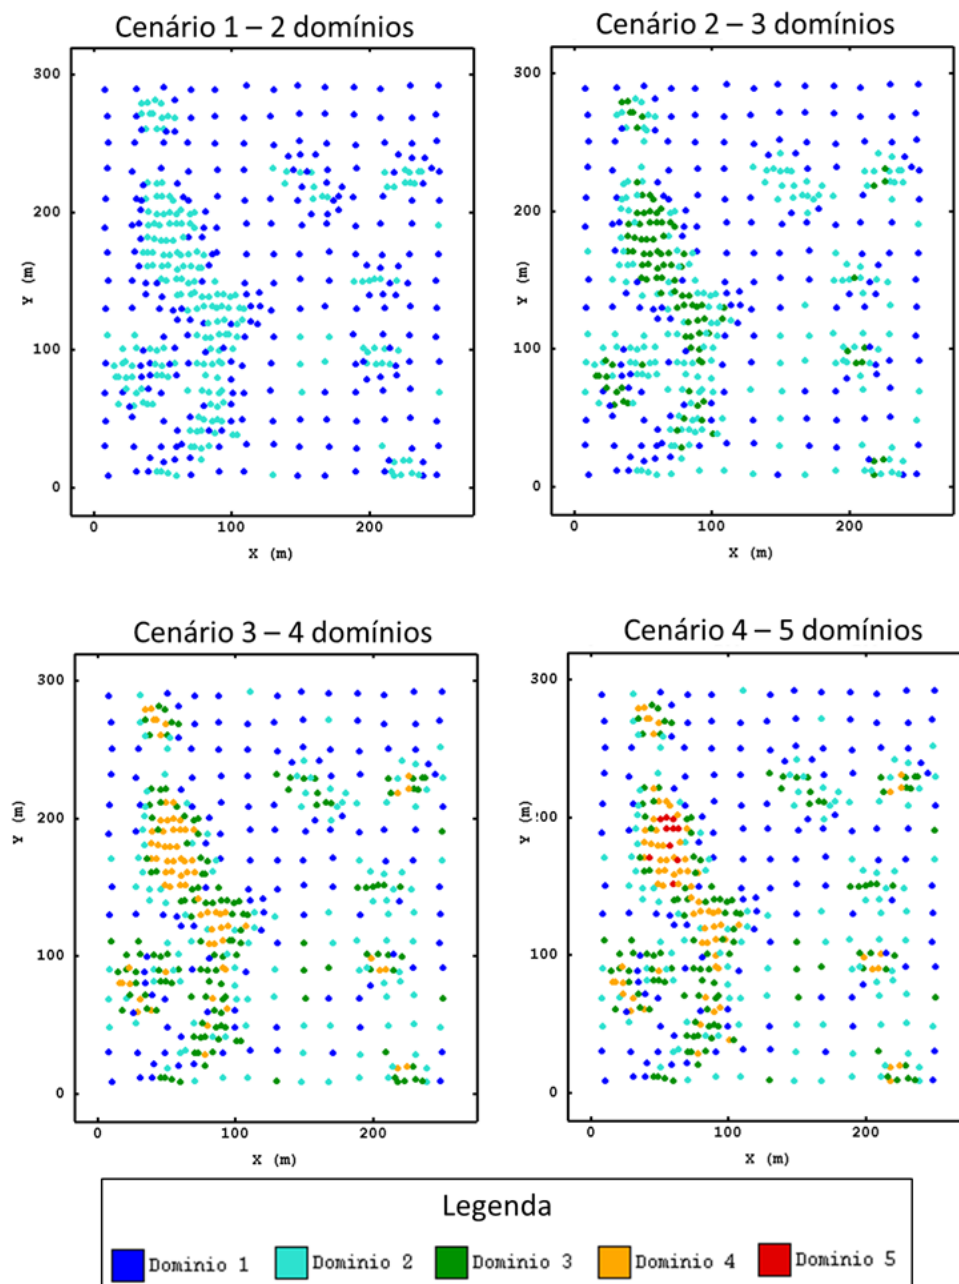 Cenário 1 – 2 domínios
Cenário 2 – 3 domínios
300
200
100
0
Y (m)
0 100 200
X (m)
300
200
100
0
Y (m)
0 100 200
X (m)
Cenário 3 – 4 domínios
Cenário 4 – 5 domínios
300
200
100
0
Y (m)
0 100 200
X (m)
300
200
100
0
Y (m)
0 100 200
X (m)
Legenda
Dominio 1 Dominio 2 Dominio 3 Dominio 4 Dominio 5